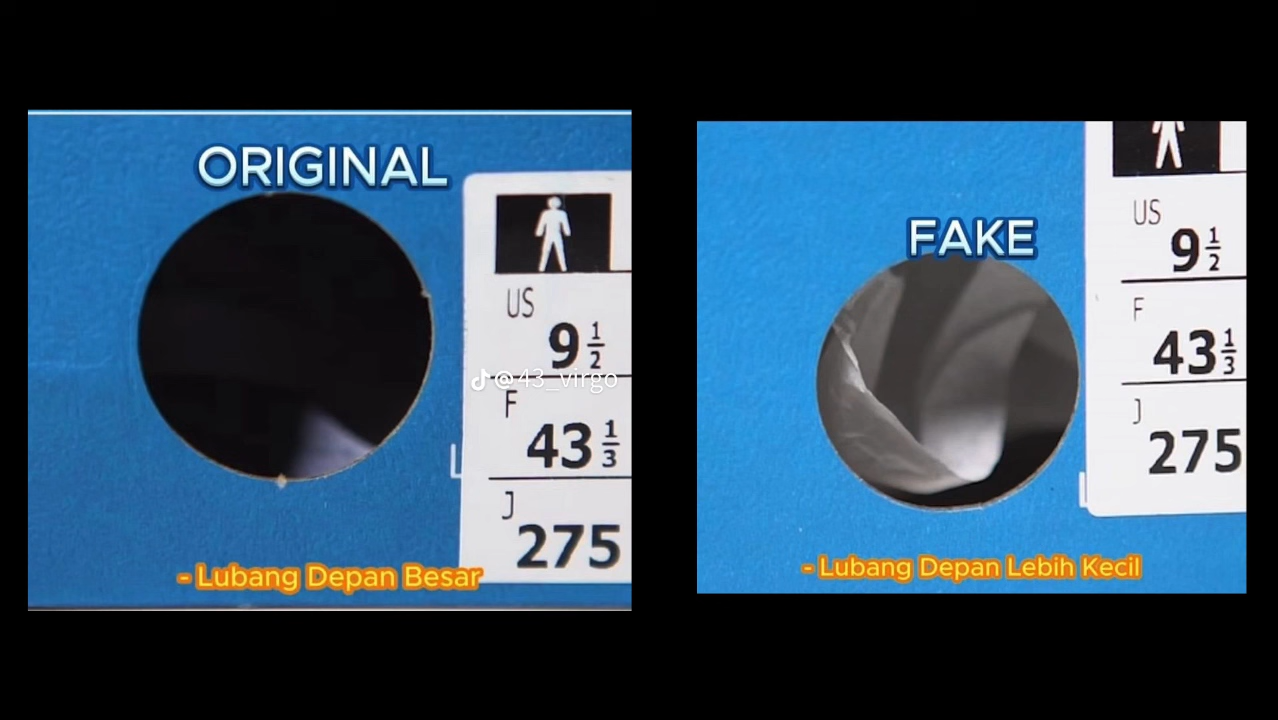 ORIGINAL
US
9 1/2
@43_virgo
F
43 1/3
J
275
- Lubang Depan Besar
FAKE
US
9 1/2
F
43 1/3
J
275
- Lubang Depan Lebih Kecil